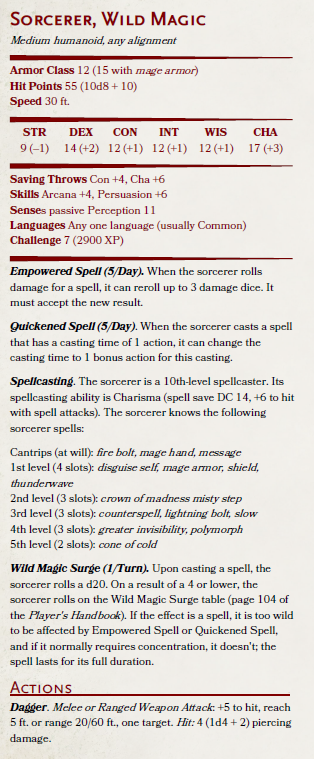 Sorcerer, Wild Magic
Medium humanoid, any alignment
Armor Class 12 (15 with mage armor)
Hit Points 55 (10d8 + 10)
Speed 30 ft.
STR DEX CON INT WIS CHA
9 (–1) 14 (+2) 12 (+1) 12 (+1) 12 (+1) 17 (+3)
Saving Throws Con +4, Cha +6
Skills Arcana +4, Persuasion +6
Senses passive Perception 11
Languages Any one language (usually Common)
Challenge 7 (2900 XP)
Empowered Spell (5/Day). When the sorcerer rolls
damage for a spell, it can reroll up to 3 damage dice. It
must accept the new result.
Quickened Spell (5/Day). When the sorcerer casts a spell
that has a casting time of 1 action, it can change the
casting time to 1 bonus action for this casting.
Spellcasting. The sorcerer is a 10th-level spellcaster. Its
spellcasting ability is Charisma (spell save DC 14, +6 to hit
with spell attacks). The sorcerer knows the following
sorcerer spells:
Cantrips (at will): fire bolt, mage hand, message
1st level (4 slots): disguise self, mage armor, shield,
thunderwave
2nd level (3 slots): crown of madness misty step
3rd level (3 slots): counterspell, lightning bolt, slow
4th level (3 slots): greater invisibility, polymorph
5th level (2 slots): cone of cold
Wild Magic Surge (1/Turn). Upon casting a spell, the
sorcerer rolls a d20. On a result of a 4 or lower, the
sorcerer rolls on the Wild Magic Surge table (page 104 of
the Player's Handbook). If the effect is a spell, it is too wild
to be affected by Empowered Spell or Quickened Spell,
and if it normally requires concentration, it doesn't; the
spell lasts for its full duration.
Actions
Dagger. Melee or Ranged Weapon Attack: +5 to hit, reach
5 ft. or range 20/60 ft., one target. Hit: 4 (1d4 + 2) piercing
damage.